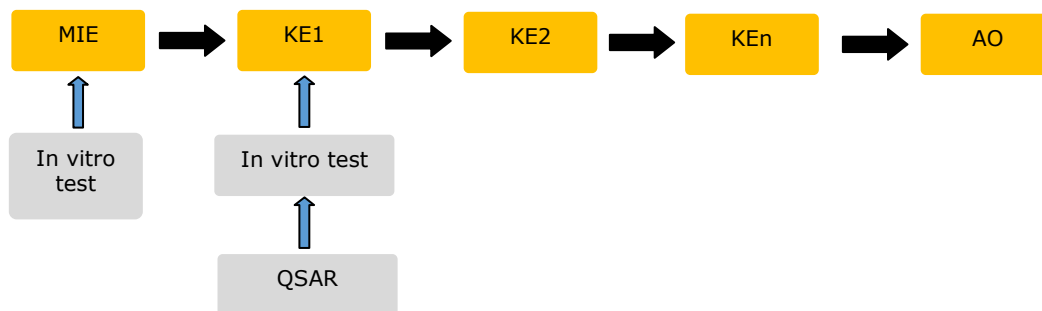 MIE
KE1
KE2
KEn
AO
In vitro
test
In vitro test
QSAR